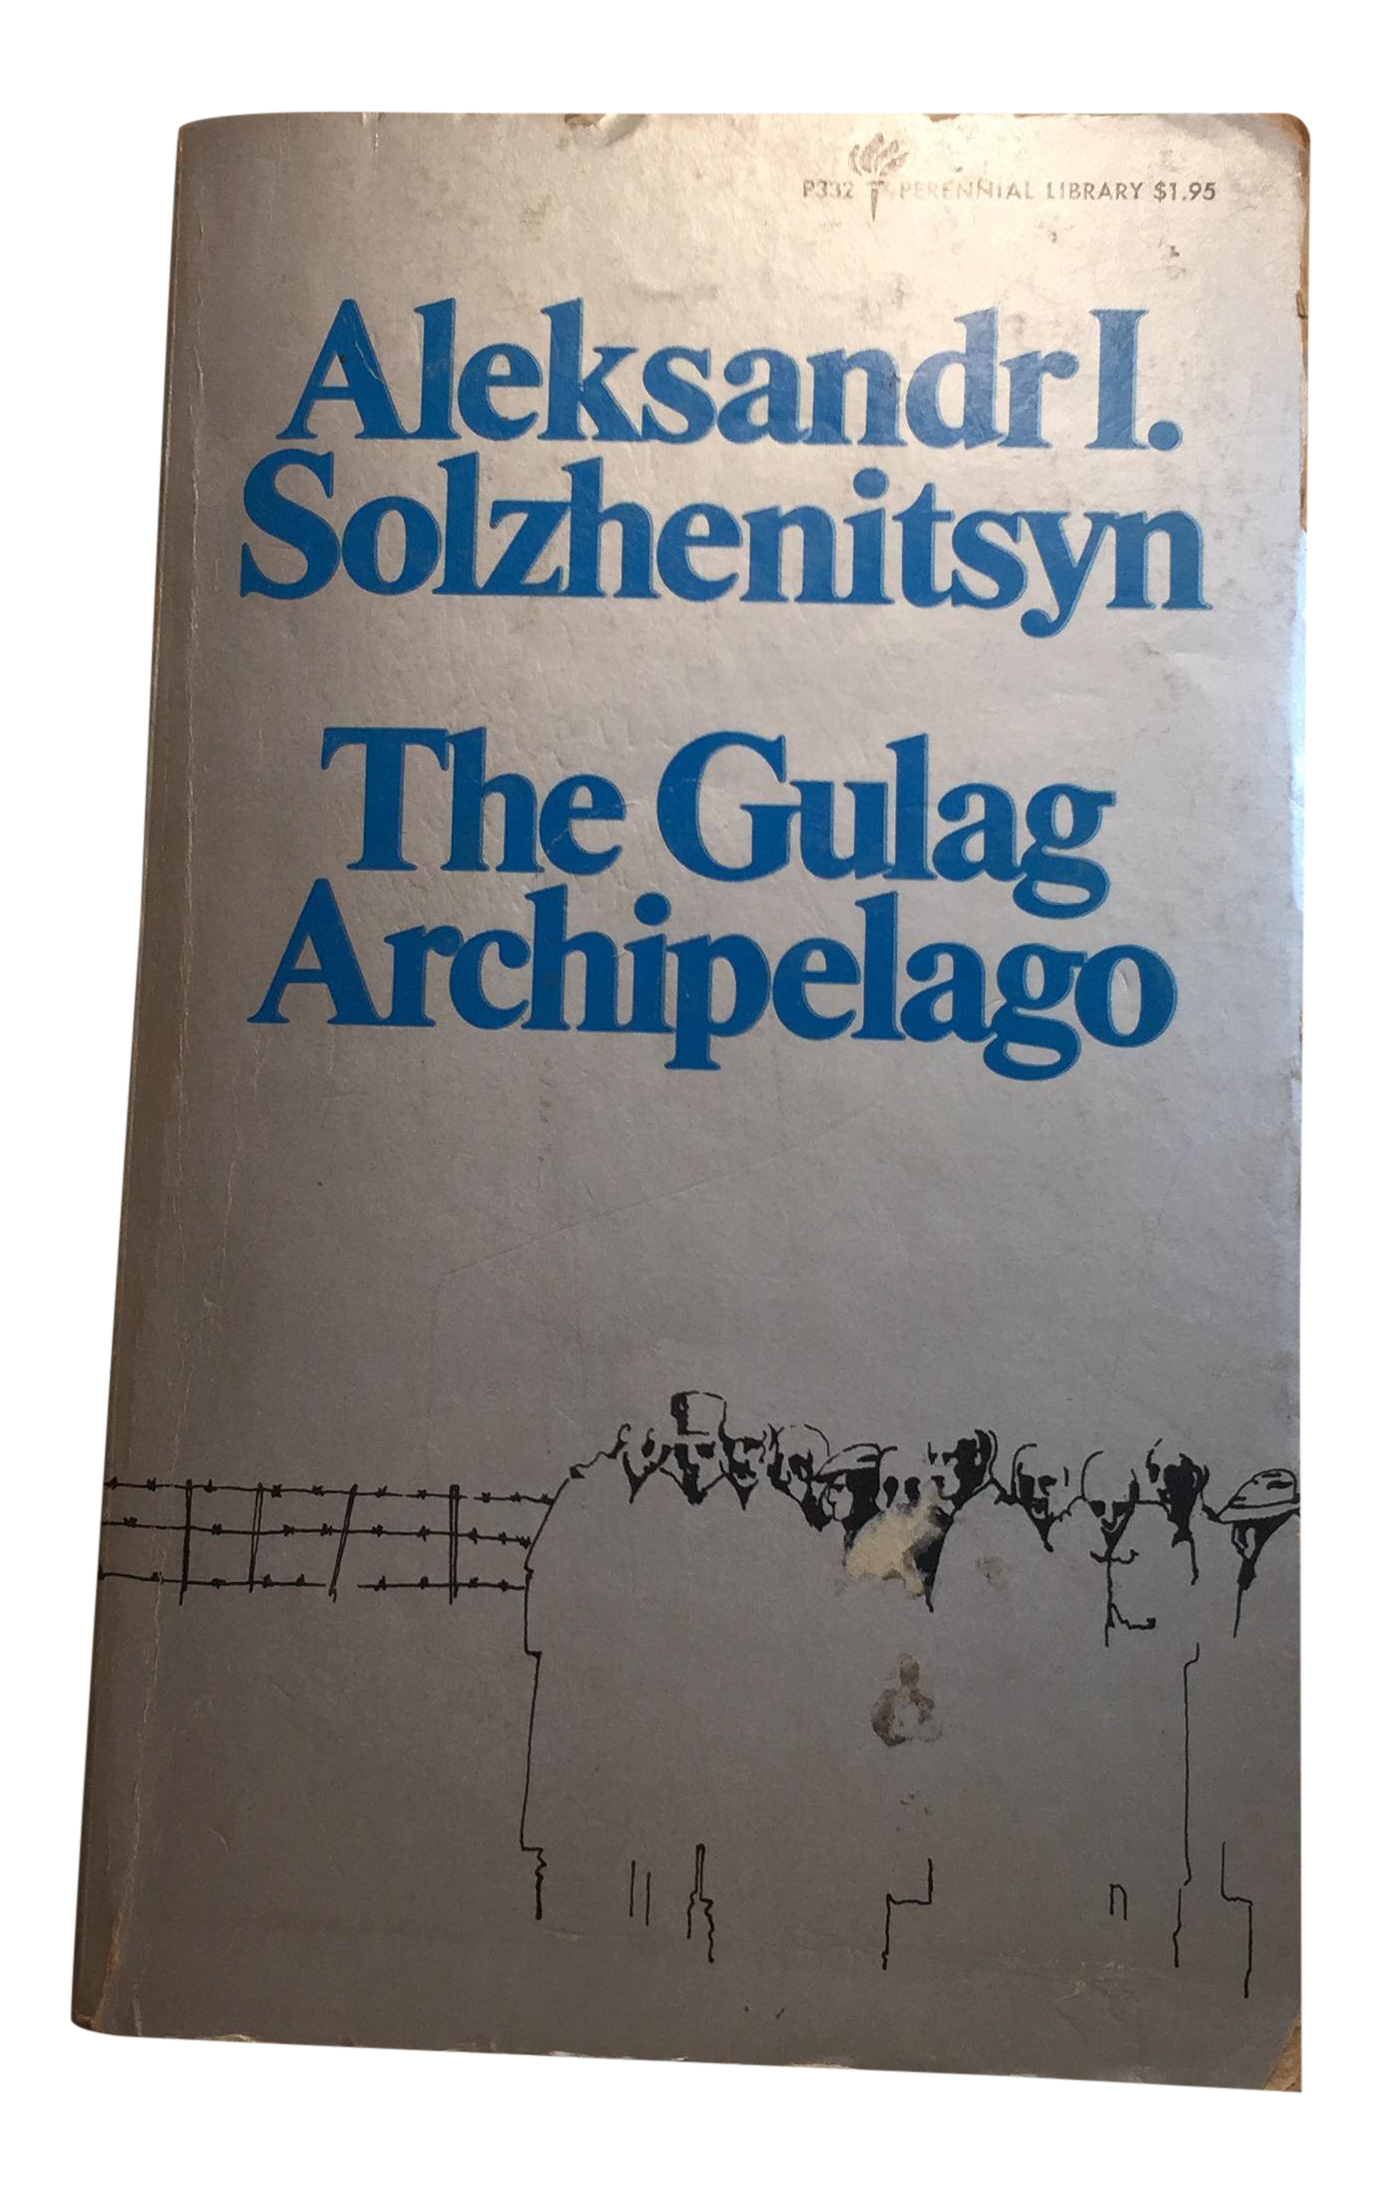 P332 PERENNIAL LIBRARY $1.95
Aleksandr I.
Solzhenitsyn
The Gulag
Archipelago